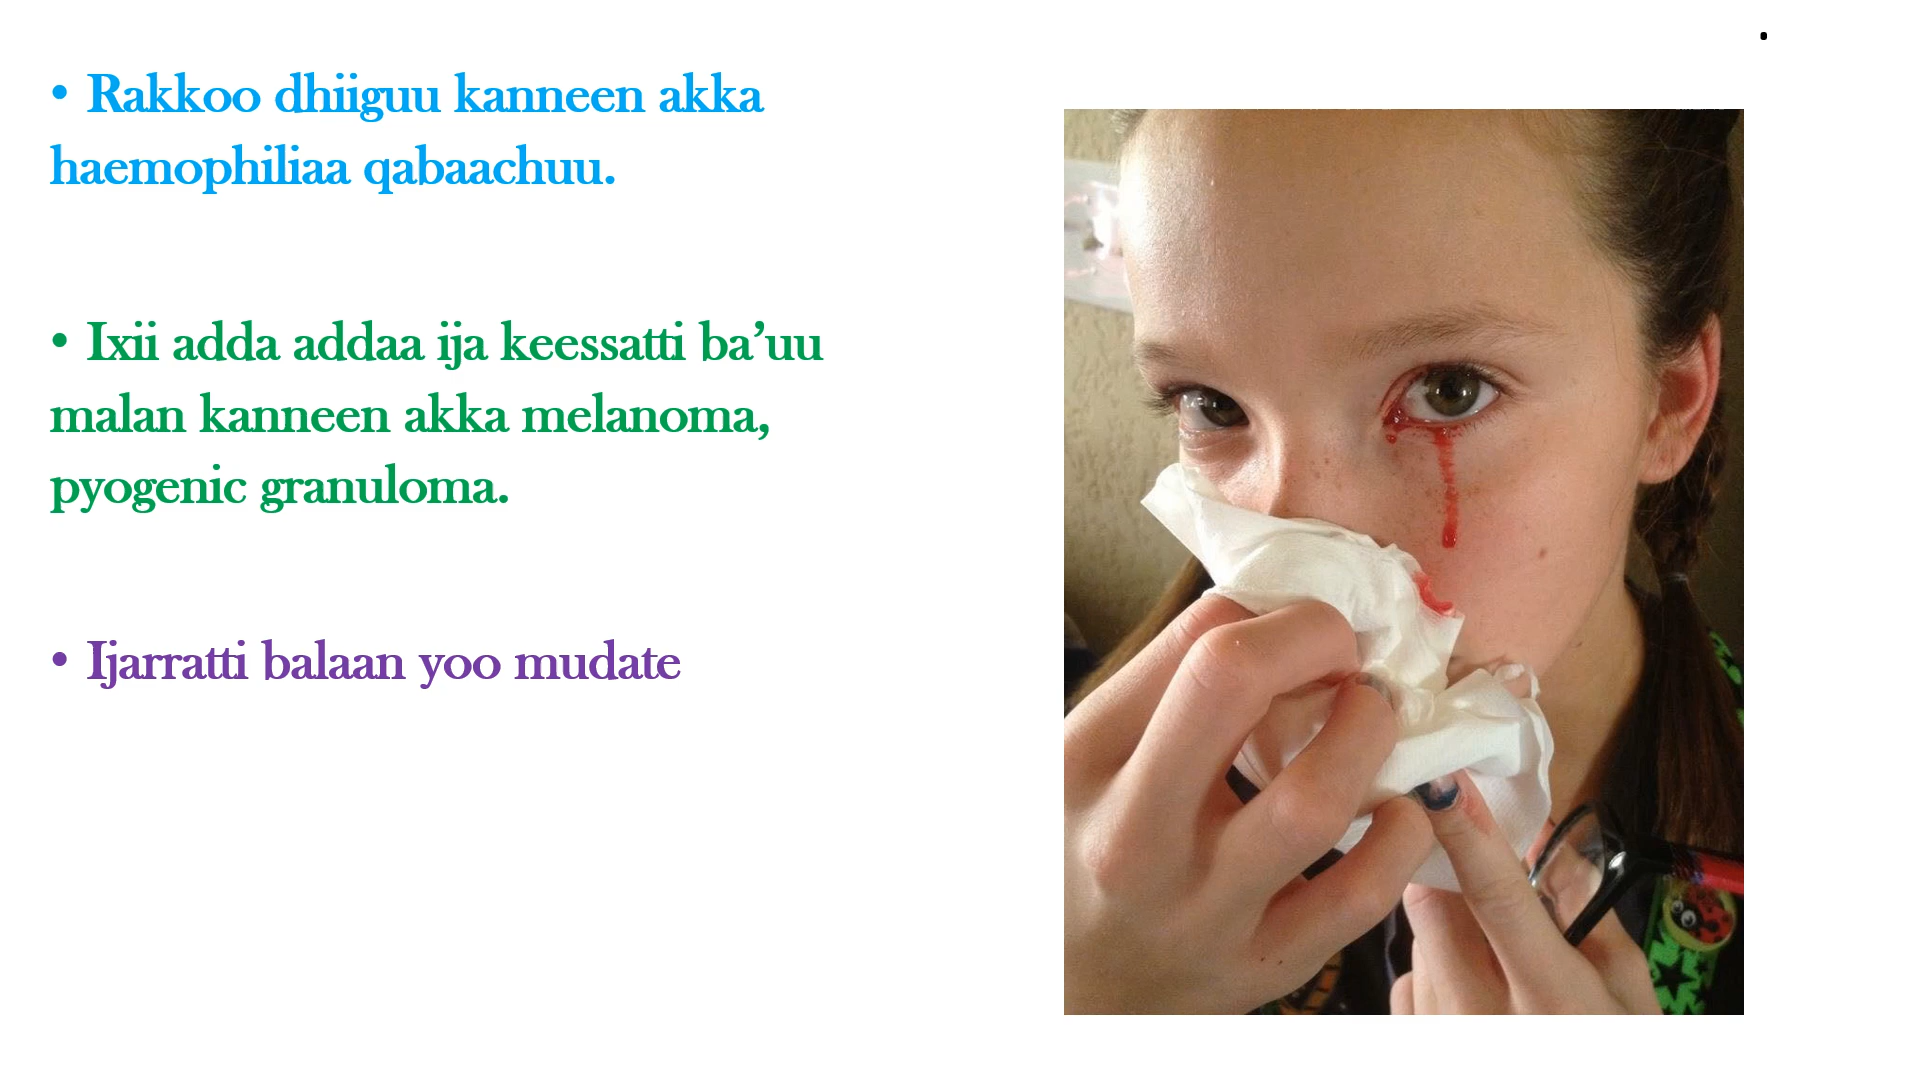 • Rakkoo dhiiguu kanneen akka
haemophiliaa qabaachuu.
• Ixii adda addaa ija keessatti ba’uu
malan kanneen akka melanoma,
pyogenic granuloma.
• Ijarratti balaan yoo mudate
.